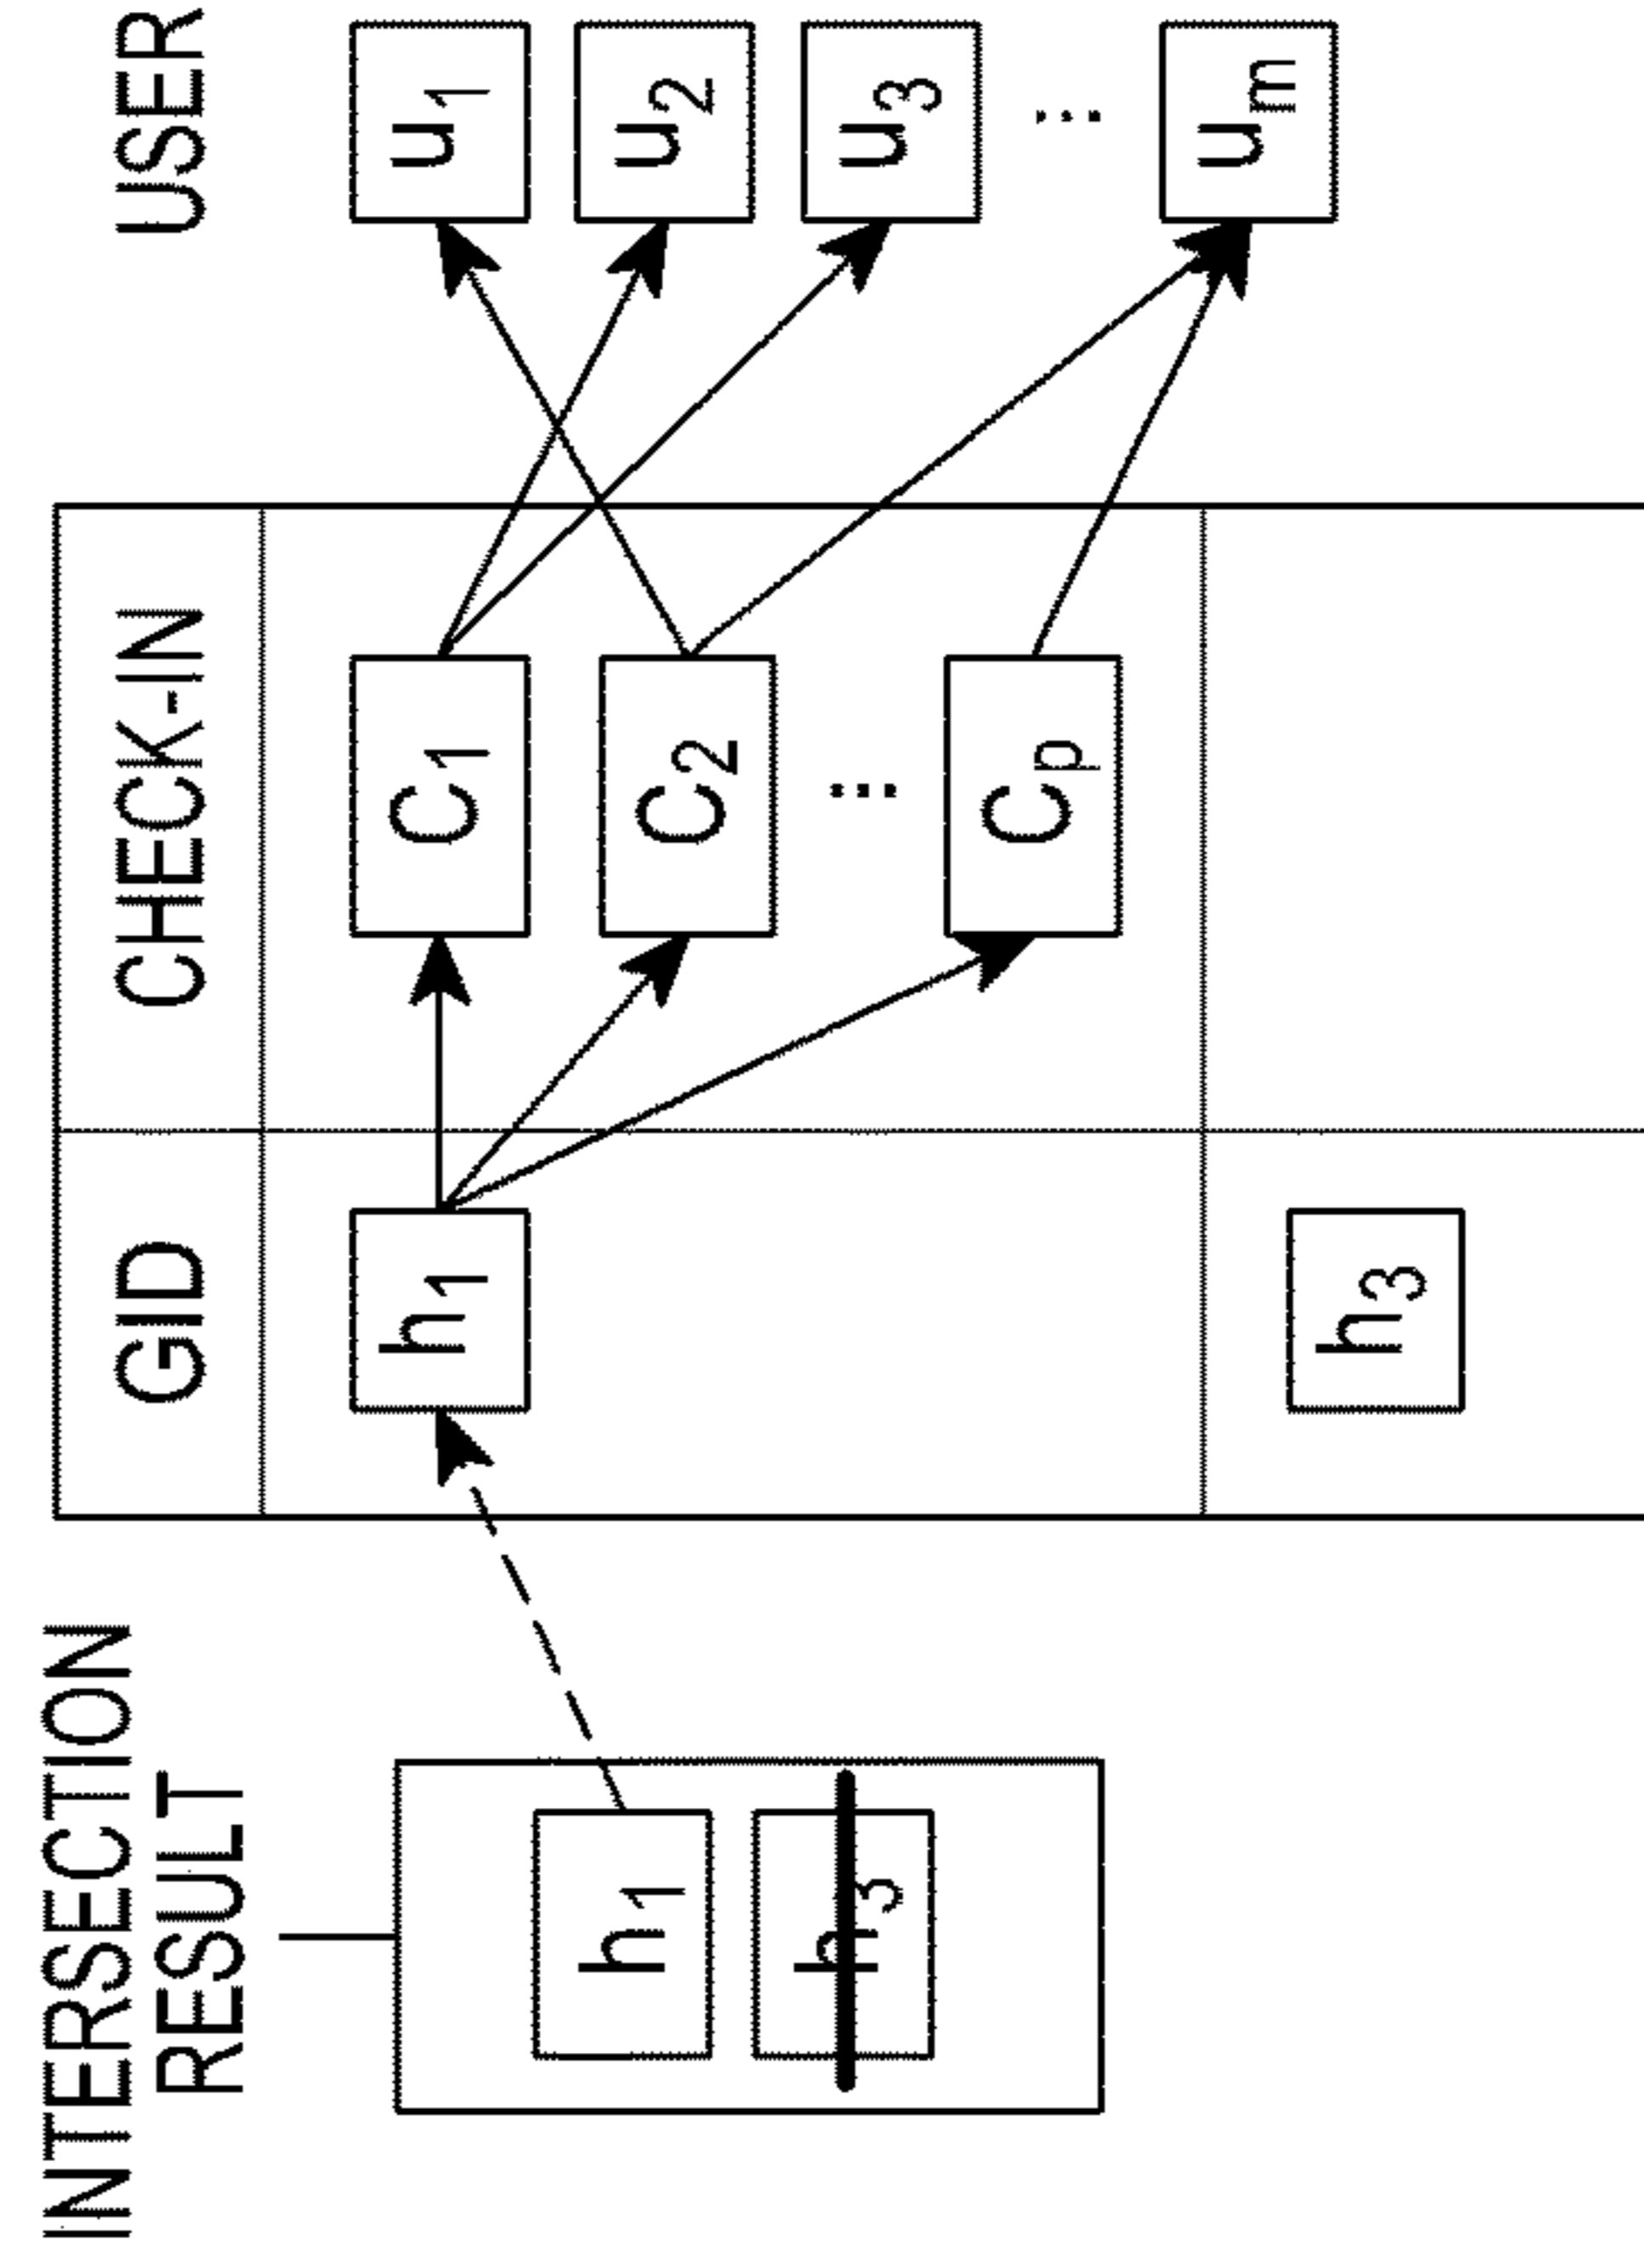 INTERSECTION
RESULT
GID
CHECK-IN
USER
h1
h3
h1
h3
C1
C2
...
Cp
u1
u2
u3
...
um